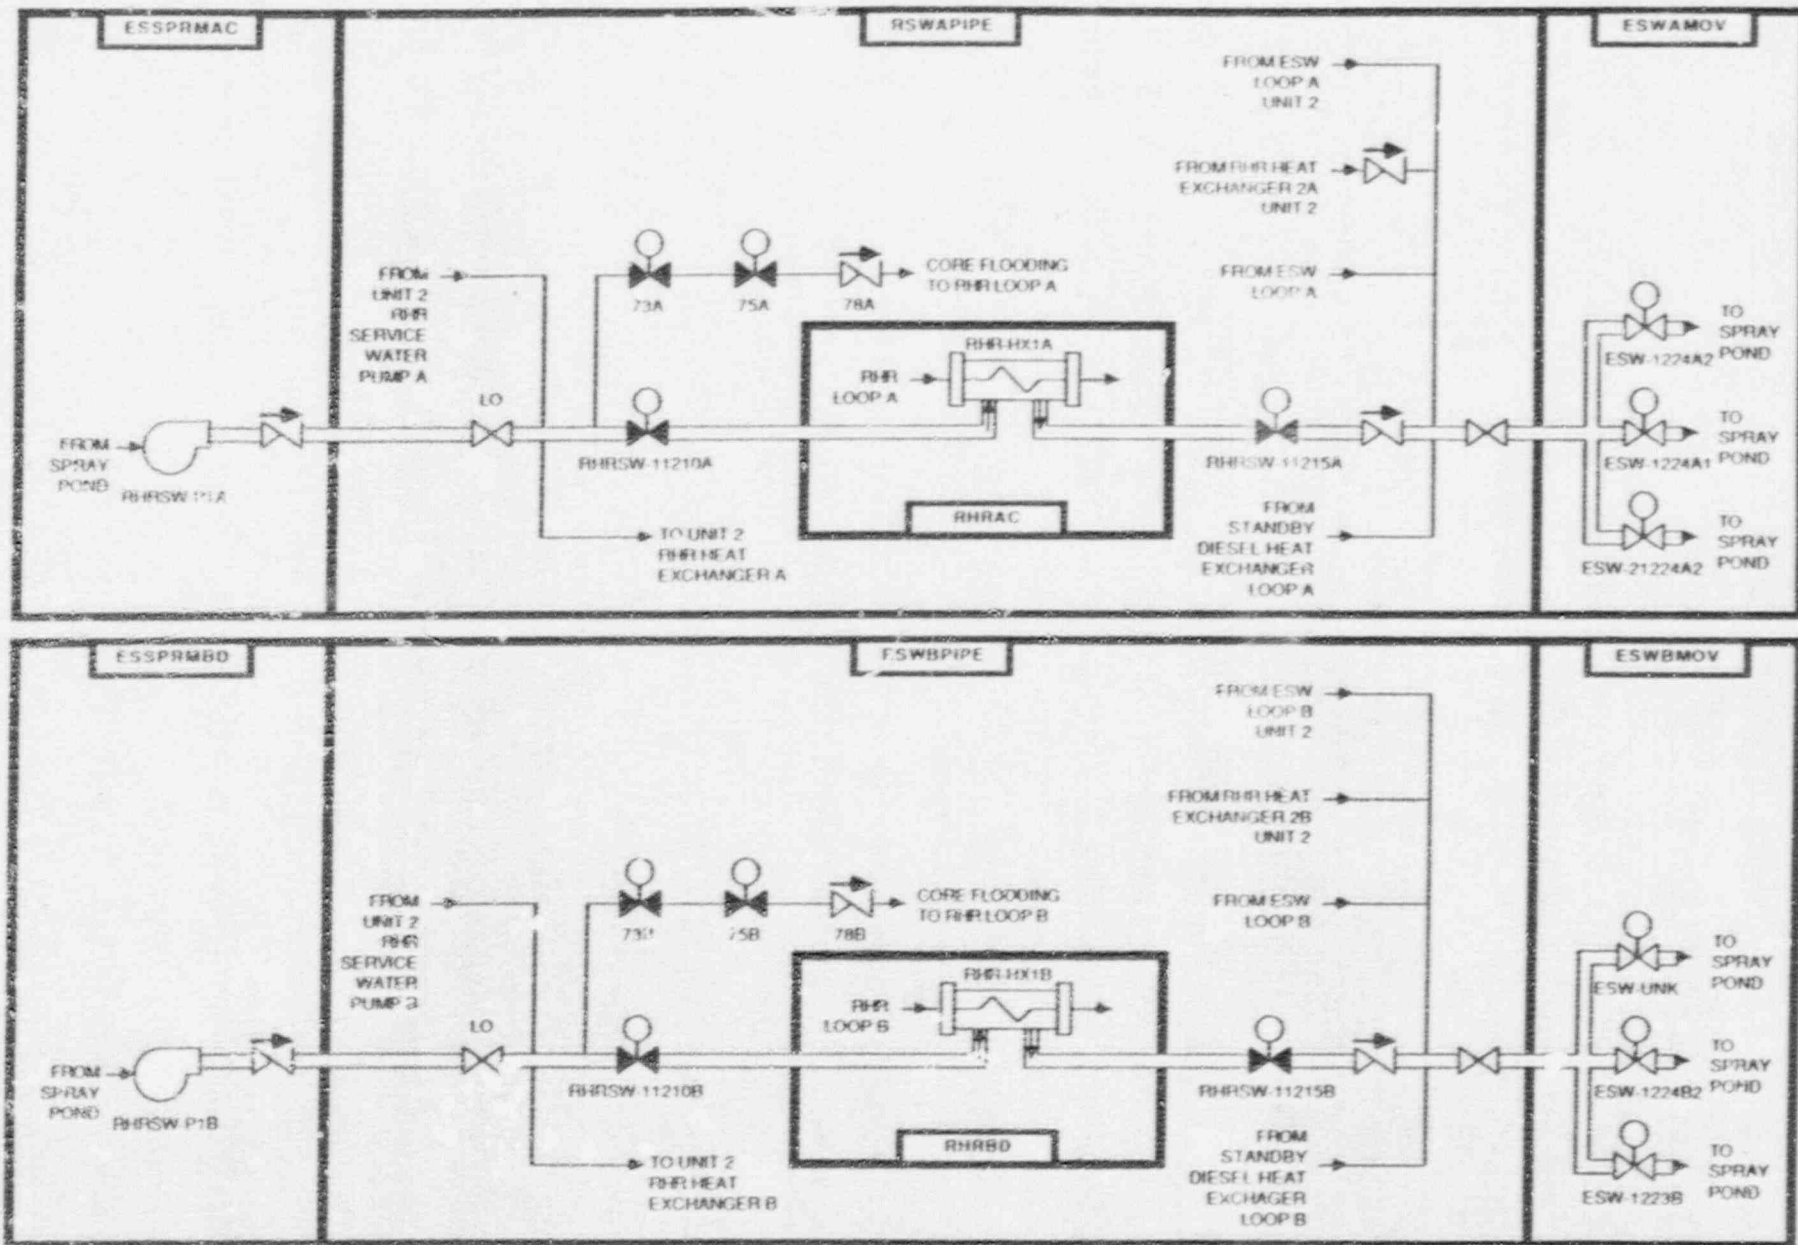 ESSPRMAC
RSWAPIPE
ESWAMOV
FROM ESW
LOOP A
UNIT 2
FROM RHR HEAT
EXCHANGER 2A
UNIT 2
FROM
UNIT 2
RHR
SERVICE
WATER
PUMP A
73A
75A
78A
CORE FLOODING
TO RHR LOOP A
FROM ESW
LOOP A
RHR-HX1A
RHR
LOOP A
LO
FROM
SPRAY
POND
RHRSW-P1A
RHRSW-11210A
RHRSW-11215A
RHRAC
TO UNIT 2
RHR HEAT
EXCHANGER A
FROM
STANDBY
DIESEL HEAT
EXCHANGER
LOOP A
ESW-1224A2
TO
SPRAY
POND
ESW-1224A1
TO
SPRAY
POND
ESW-21224A2
TO
SPRAY
POND
ESSPRMBD
ESWBMOV
FROM ESW
LOOP B
UNIT 2
FROM RHR HEAT
EXCHANGER 2B
UNIT 2
FROM
UNIT 2
RHR
SERVICE
WATER
PUMP
78B
CORE FLOODING
TO RHR LOOP B
FROM ESW
LOOP B
RHR-HX1B
RHR
LOOP B
LO
FROM
SPRAY
POND
RHRSW-P1B
RHRSW-11210B
RHRSW-11215B
RHRBD
TO UNIT 2
RHR HEAT
EXCHANGER B
FROM
STANDBY
DIESEL HEAT
EXCHAGER
LOOP B
ESW-UNK
TO
SPRAY
POND
ESW-1224B2
TO
SPRAY
POND
ESW-1223B
TO
SPRAY
POND